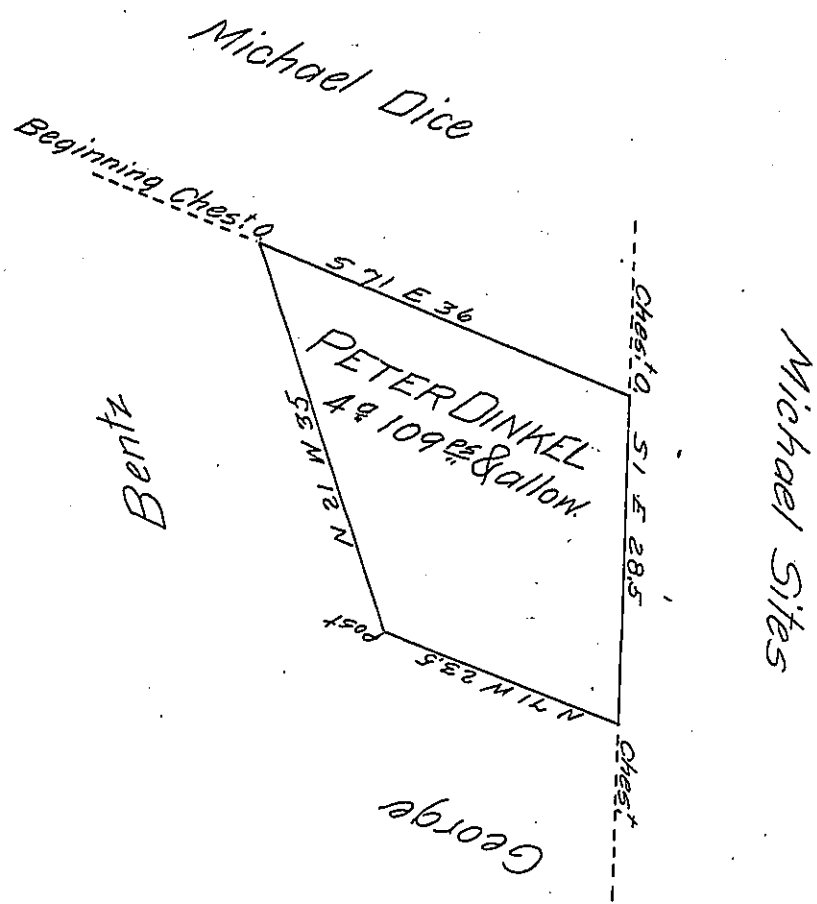 Michael Dice
Beginning Chest.O.
S 71 E 36
Chest.O.
PETER DINKEL
4a 109ps & allow.
S 1 E 28.5
Michael Sites
N 21 W 35
Bentz
Post
N 71 W 23.5
Chest
George